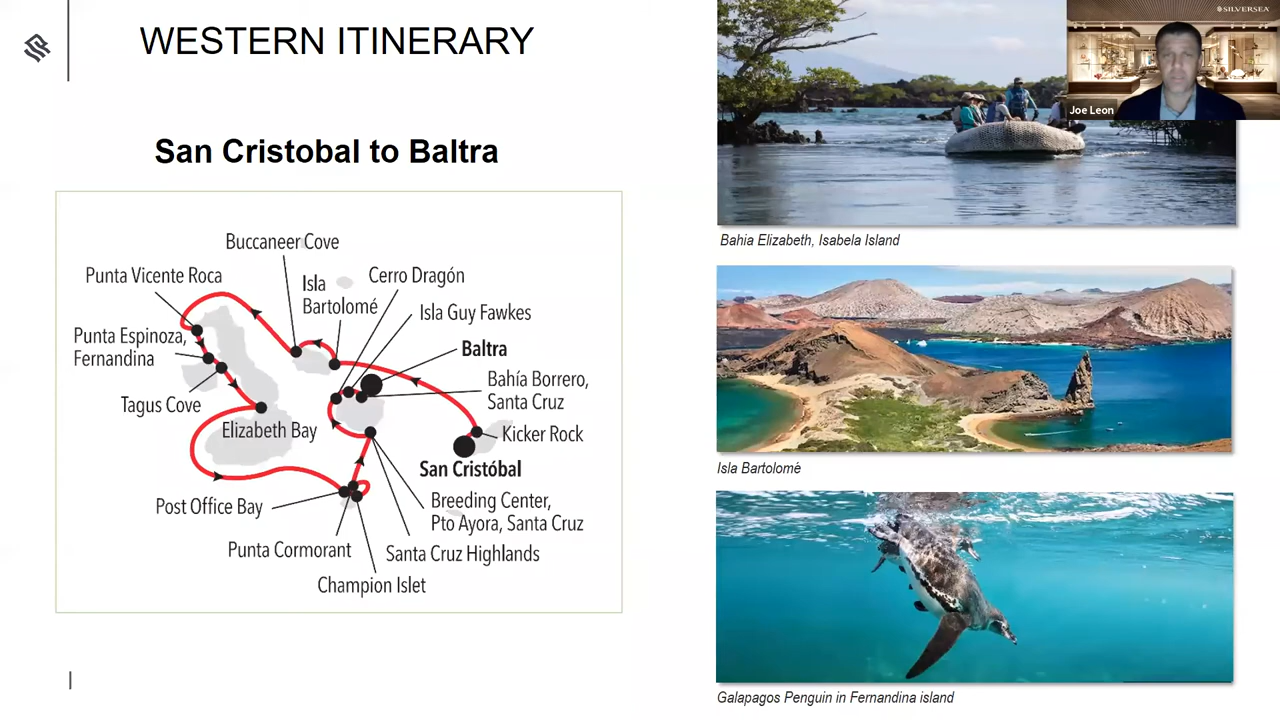 WESTERN ITINERARY
San Cristobal to Baltra
Buccaneer Cove
Punta Vicente Roca
Isla
Bartolomé
Cerro Dragón
Isla Guy Fawkes
Punta Espinoza,
Fernandina
Baltra
Bahía Borrero,
Santa Cruz
Tagus Cove
Elizabeth Bay
Kicker Rock
San Cristóbal
Post Office Bay
Breeding Center,
Pto Ayora, Santa Cruz
Punta Cormorant
Santa Cruz Highlands
Champion Islet
SILVERSEA
Joe Leon
Bahia Elizabeth, Isabela Island
Isla Bartolomé
Galapagos Penguin in Fernandina island